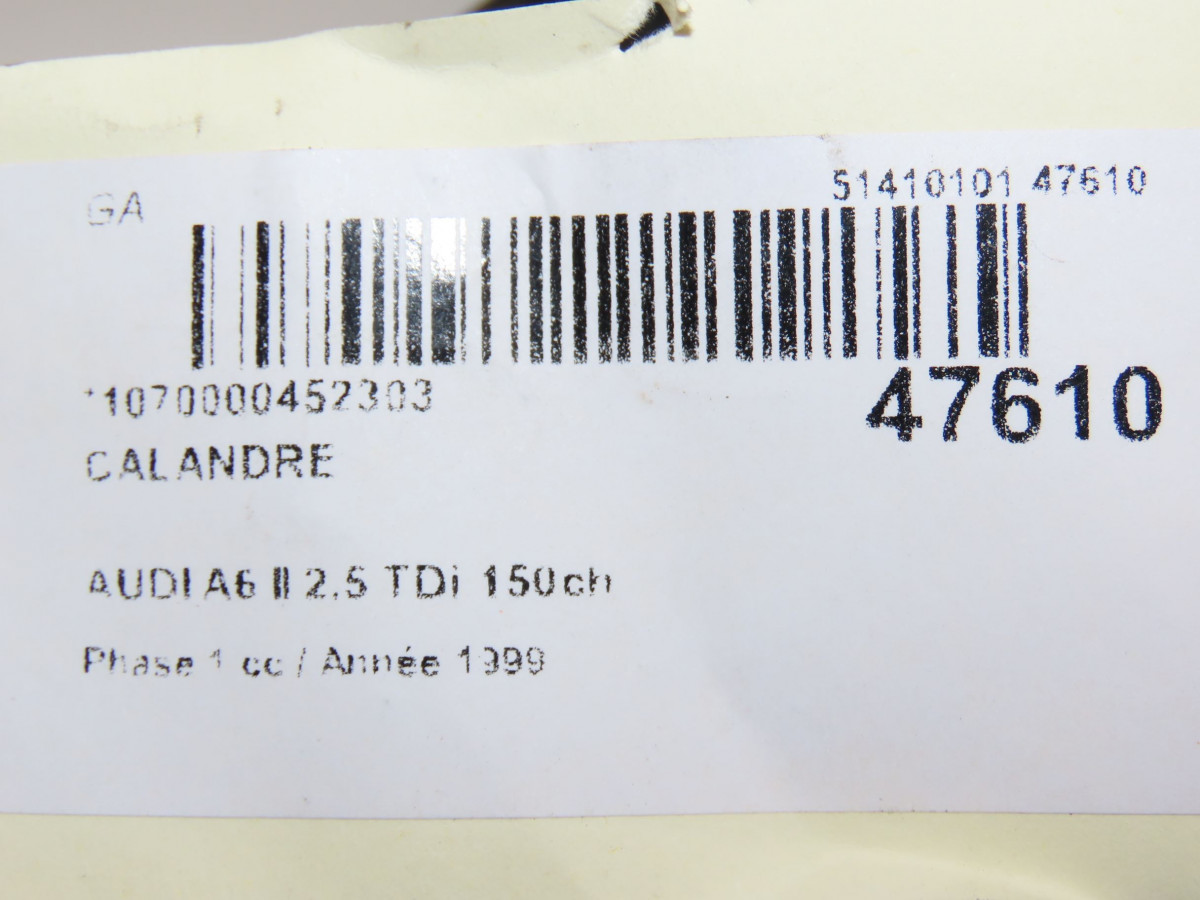 GA
51410101 47610
*1070000452303
47610
CALANDRE
AUDI A6 II 2.5 TDi 150ch
Phase 1 cc / Année 1999